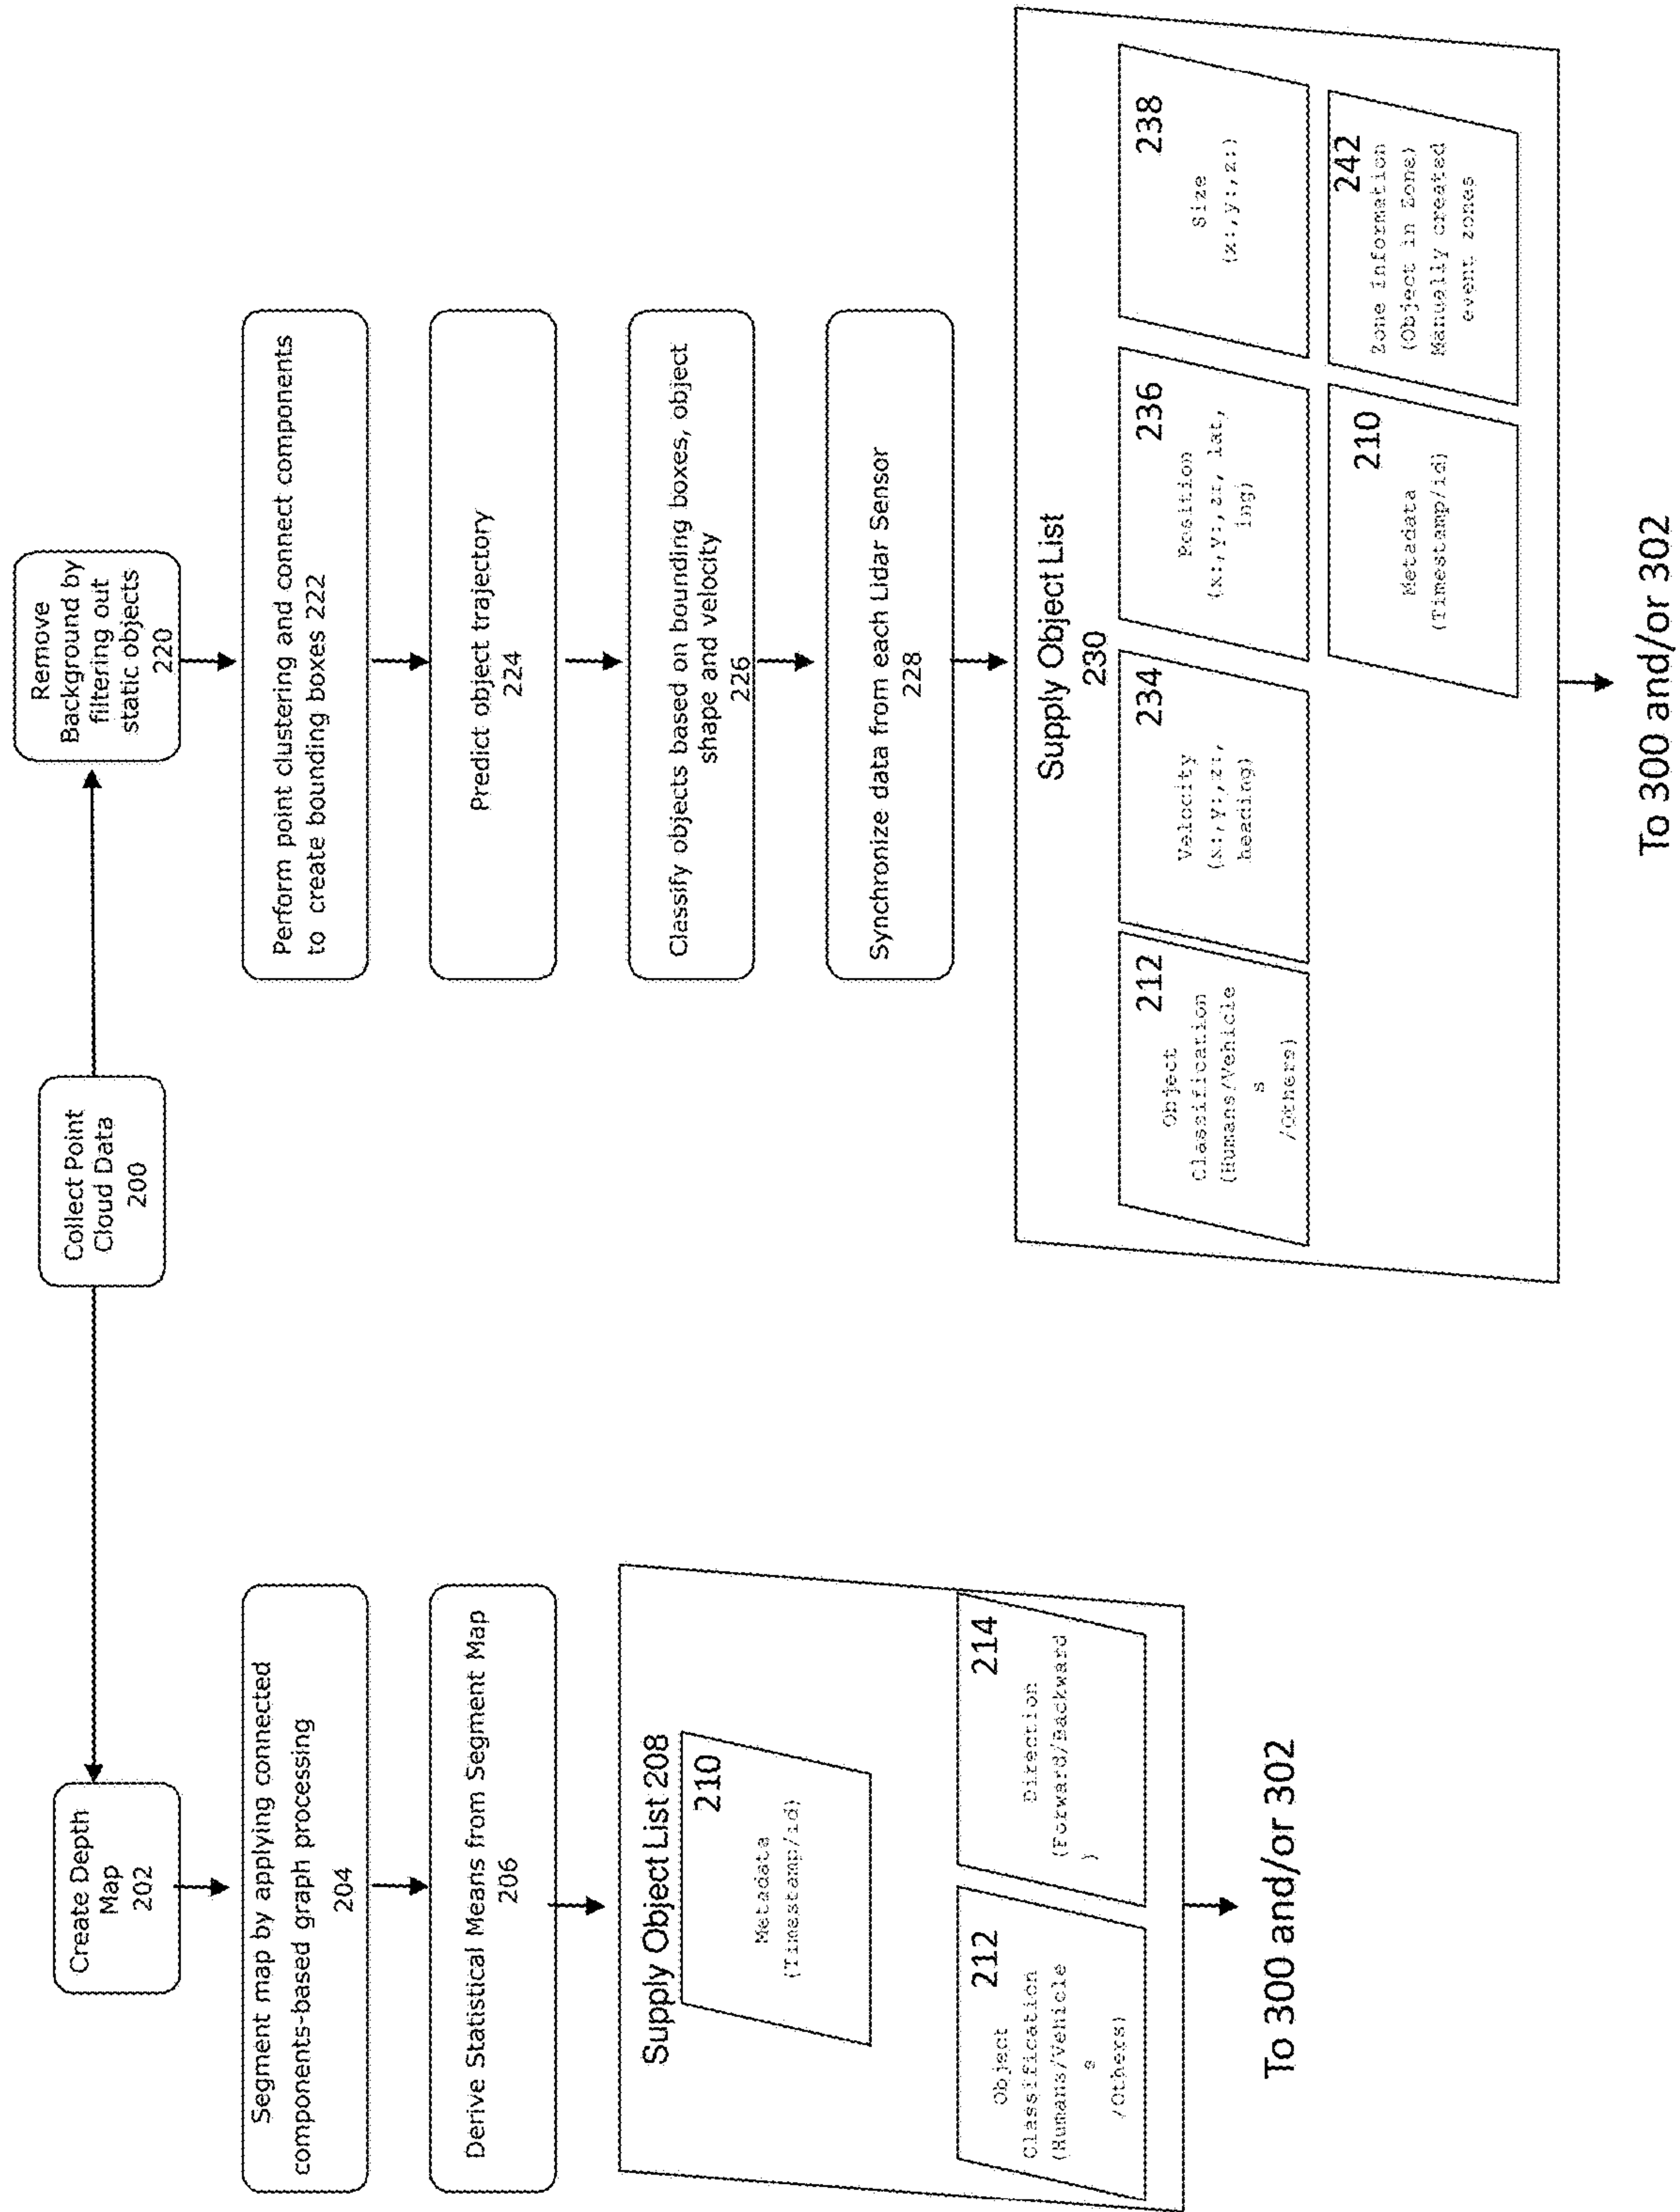 Collect Point
Cloud Data
200
Create Depth
Map
202
Segment map by applying connected
components-based graph processing
204
Derive Statistical Means from Segment Map
206
Supply Object List 208
210
Metadata
(Timestamp/id)
212
Object
Classification
(Humans/Vehicle
s
/Others)
214
Direction
(Forward/Backward
)
To 300 and/or 302
Remove
Background by
filtering out
static objects
220
Perform point clustering and connect components
to create bounding boxes 222
Predict object trajectory
224
Classify objects based on bounding boxes, object
shape and velocity
226
Synchronize data from each Lidar Sensor
228
Supply Object List
230
212
Object
Classification
(Humans/Vehicle
s
/Others)
234
Velocity
(x:,y:,z:,
heading)
236
Position
(x:,y:,z:, lat,
lng)
238
Size
(x:,y:,z:)
210
Metadata
(Timestamp/id)
242
Zone information
(Object in Zone)
Manually created
event zones
To 300 and/or 302